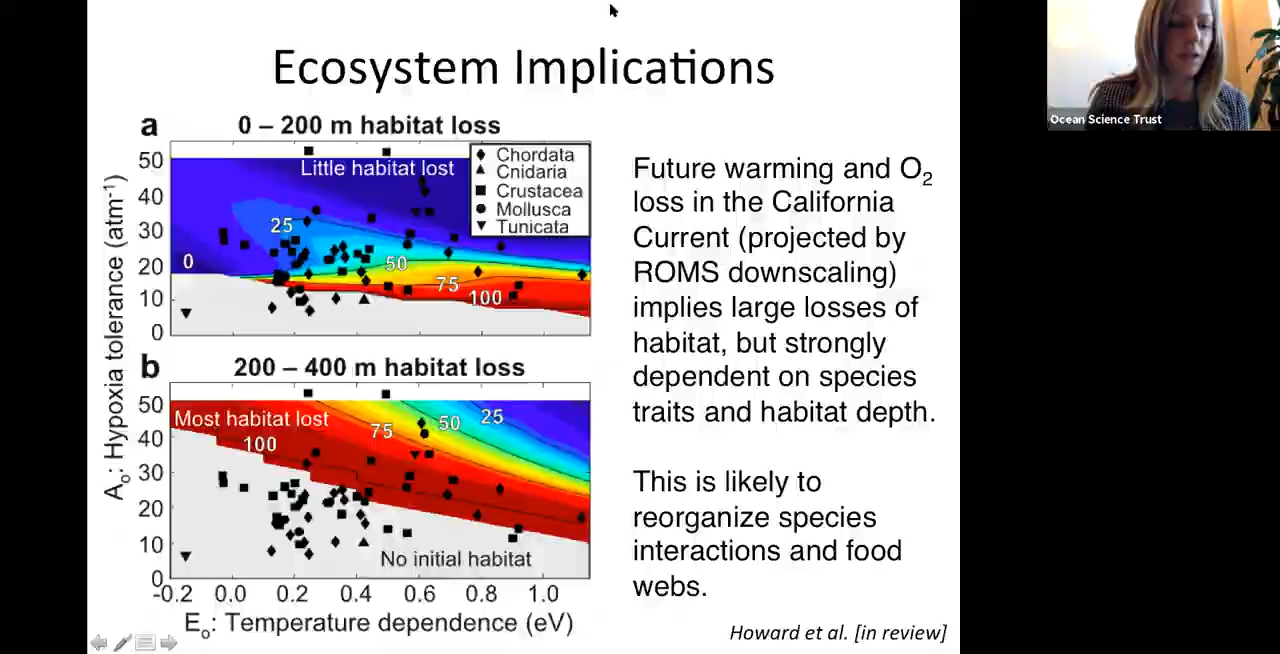 Ecosystem Implications
Ocean Science Trust
a
0 – 200 m habitat loss
50
40
30
20
10
0
Little habitat lost
Chordata
Cnidaria
Crustacea
Mollusca
Tunicata
25
0
50
75
100
A₀: Hypoxia tolerance (atm⁻¹)
b
200 – 400 m habitat loss
50
40
30
20
10
0
Most habitat lost
100
75
50
25
No initial habitat
-0.2 0.0 0.2 0.4 0.6 0.8 1.0
E₀: Temperature dependence (eV)
Future warming and O₂
loss in the California
Current (projected by
ROMS downscaling)
implies large losses of
habitat, but strongly
dependent on species
traits and habitat depth.
This is likely to
reorganize species
interactions and food
webs.
Howard et al. [in review]